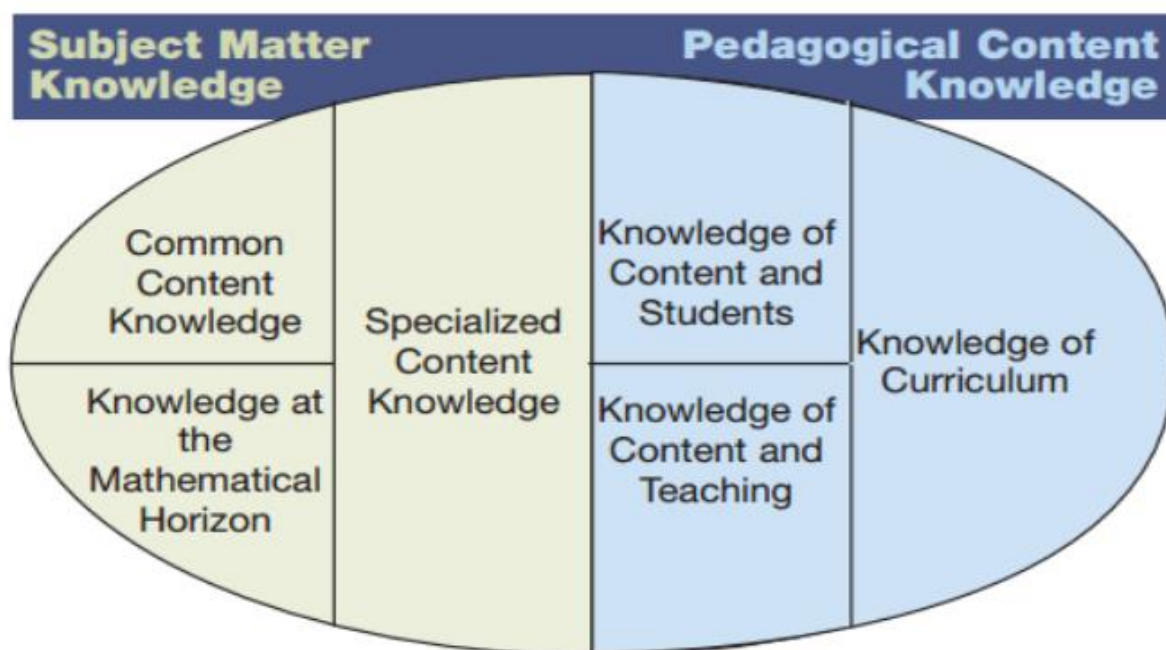 Subject Matter
Knowledge
Pedagogical Content
Knowledge
Common
Content
Knowledge
Knowledge at
the
Mathematical
Horizon
Specialized
Content
Knowledge
Knowledge of
Content and
Students
Knowledge of
Content and
Teaching
Knowledge of
Curriculum